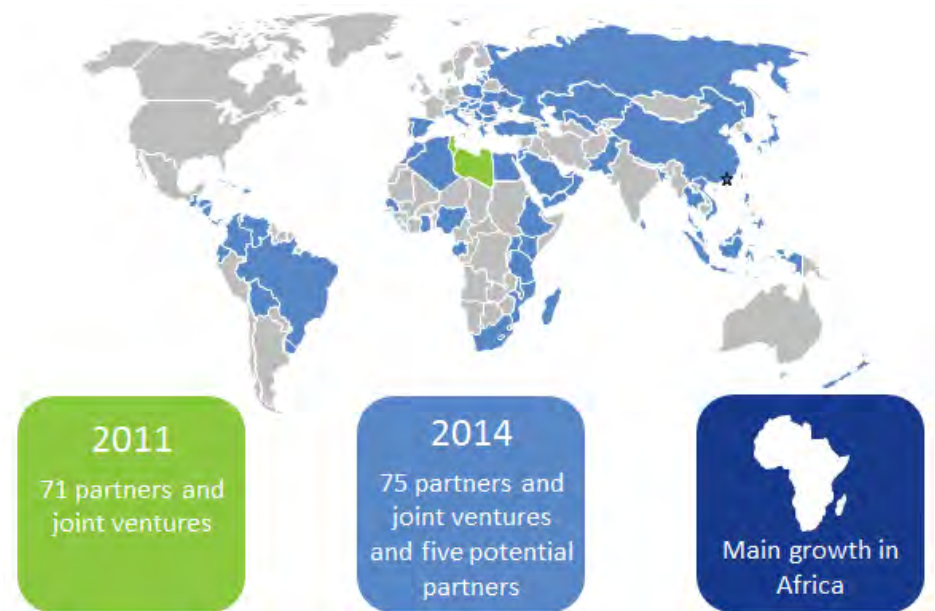 2011
71 partners and
joint ventures
2014
75 partners and
joint ventures
and five potential
partners
Main growth in
Africa